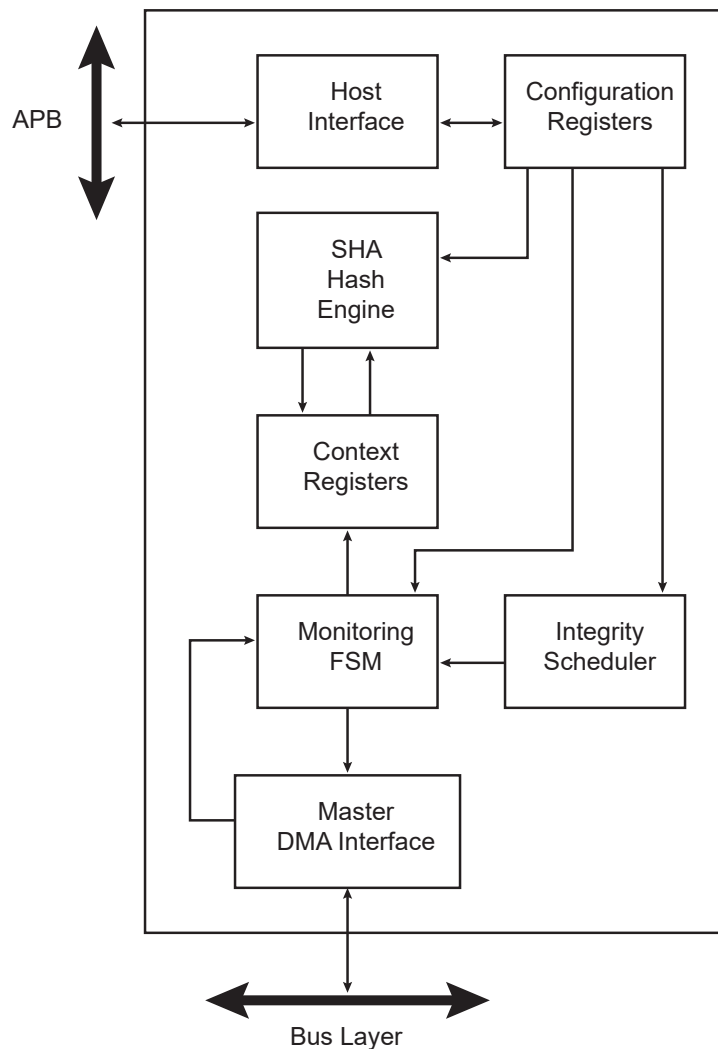 APB
Host
Interface
Configuration
Registers
SHA
Hash
Engine
Context
Registers
Monitoring
FSM
Integrity
Scheduler
Master
DMA Interface
Bus Layer